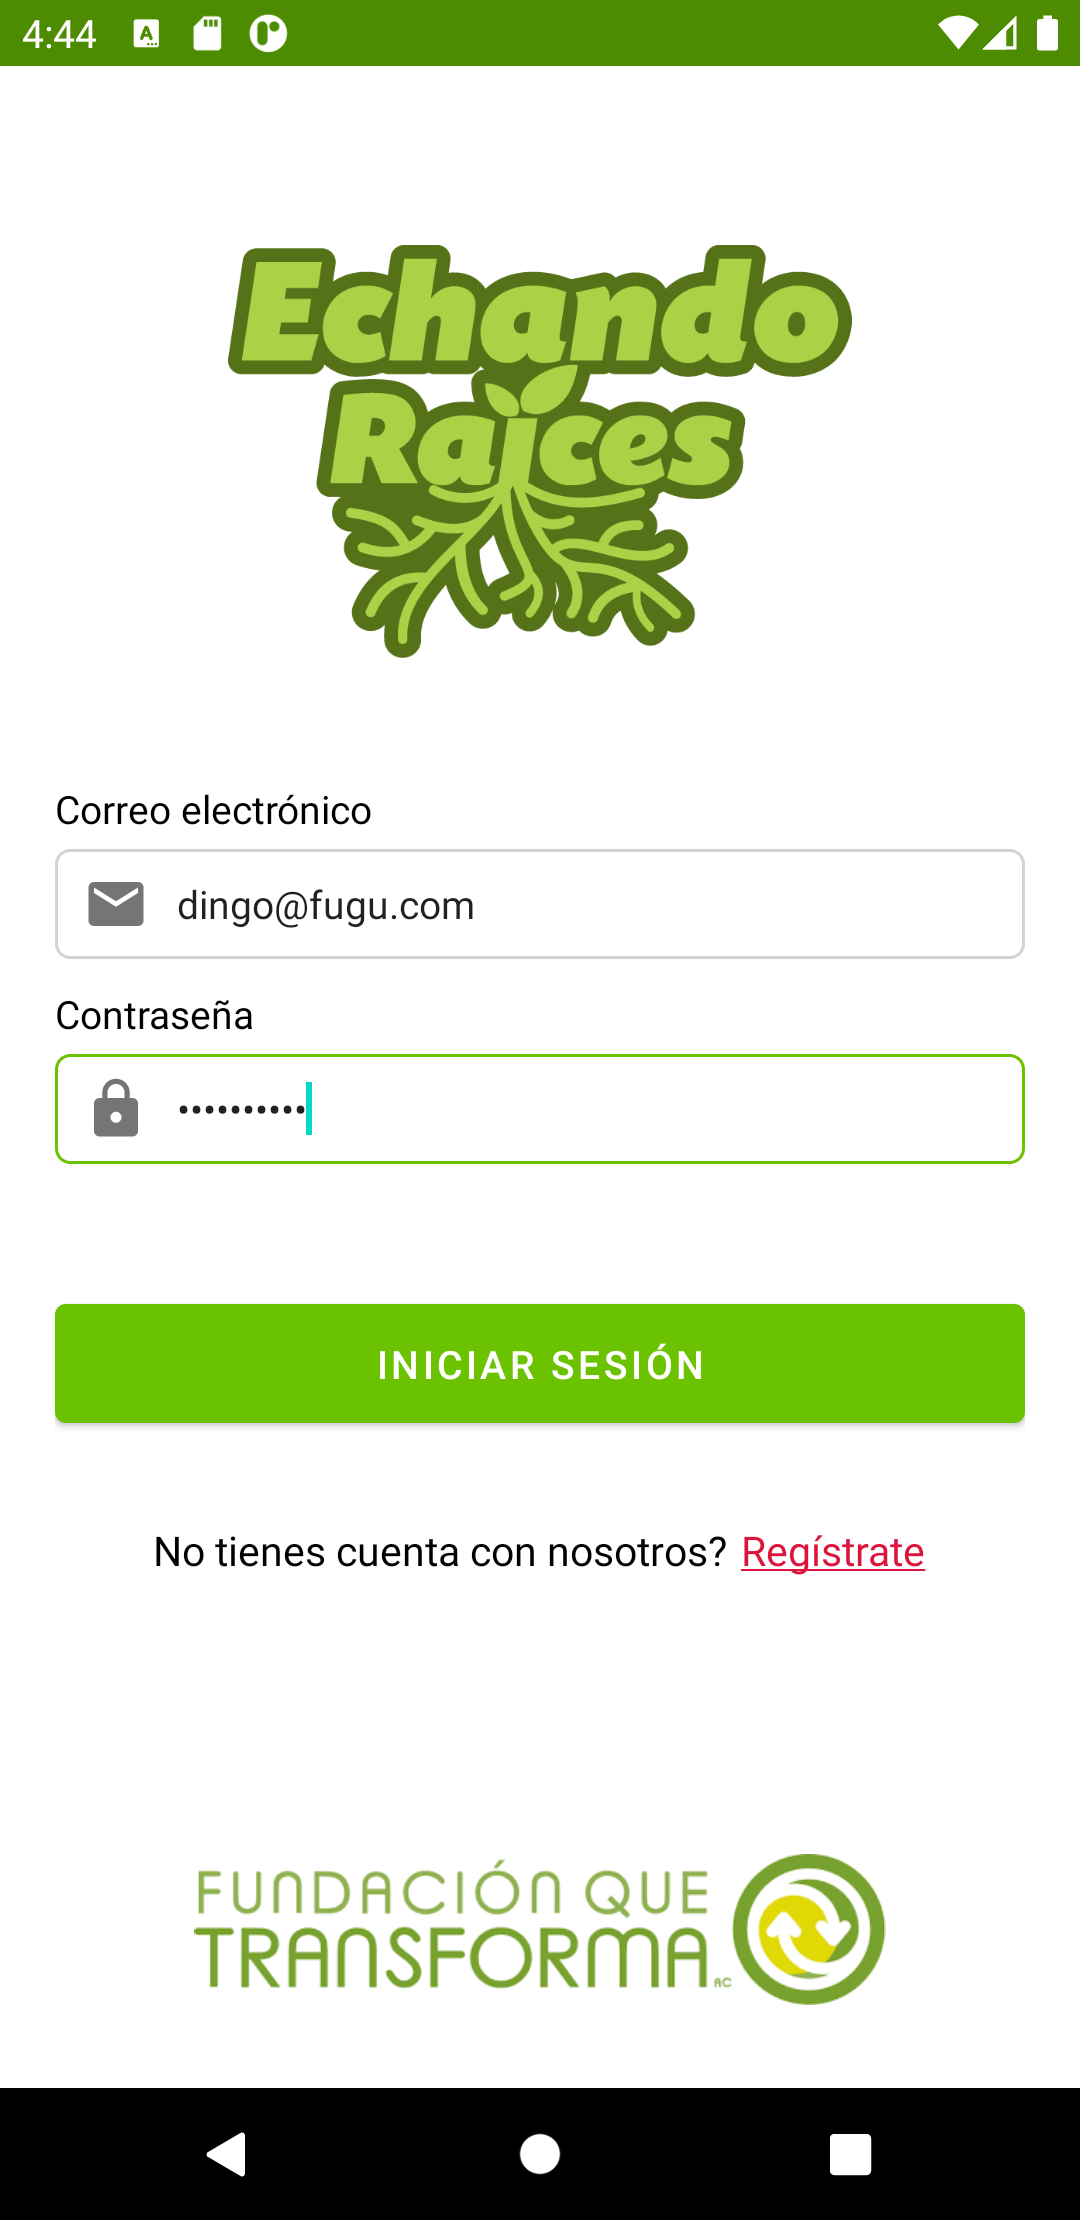 4:44
Echando
Raíces
Correo electrónico
dingo@fugu.com
Contraseña
••••••••••
INICIAR SESIÓN
No tienes cuenta con nosotros? Regístrate
FUNDACIÓN QUE
TRANSFORMA AC